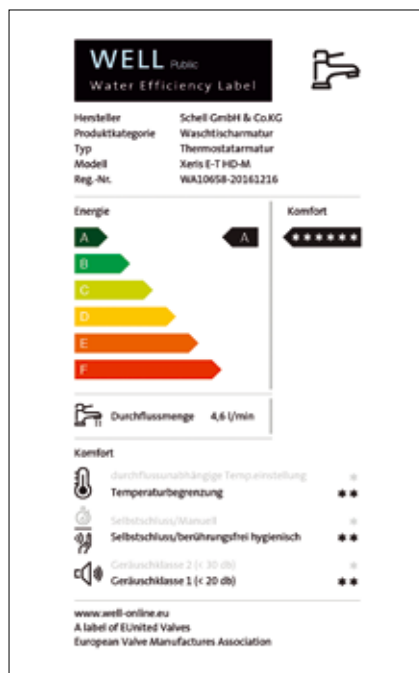 WELL Public
Water Efficiency Label
Hersteller Schell GmbH & Co.KG
Produktkategorie Waschtischarmatur
Typ Thermostatarmatur
Modell Xeris E-T HD-M
Reg.-Nr. WA10658-20161216
Energie Komfort
A A ******
B
C
D
E
F
Durchflussmenge 4,6 l/min
Komfort
durchflussunabhängige Temp.einstellung *
Temperaturbegrenzung **
Selbstschluss/Manuell *
Selbstschluss/berührungsfrei hygienisch **
Geräuschklasse 2 (< 30 db) *
Geräuschklasse 1 (< 20 db) **
www.well-online.eu
A label of EUnited Valves
European Valve Manufactures Association